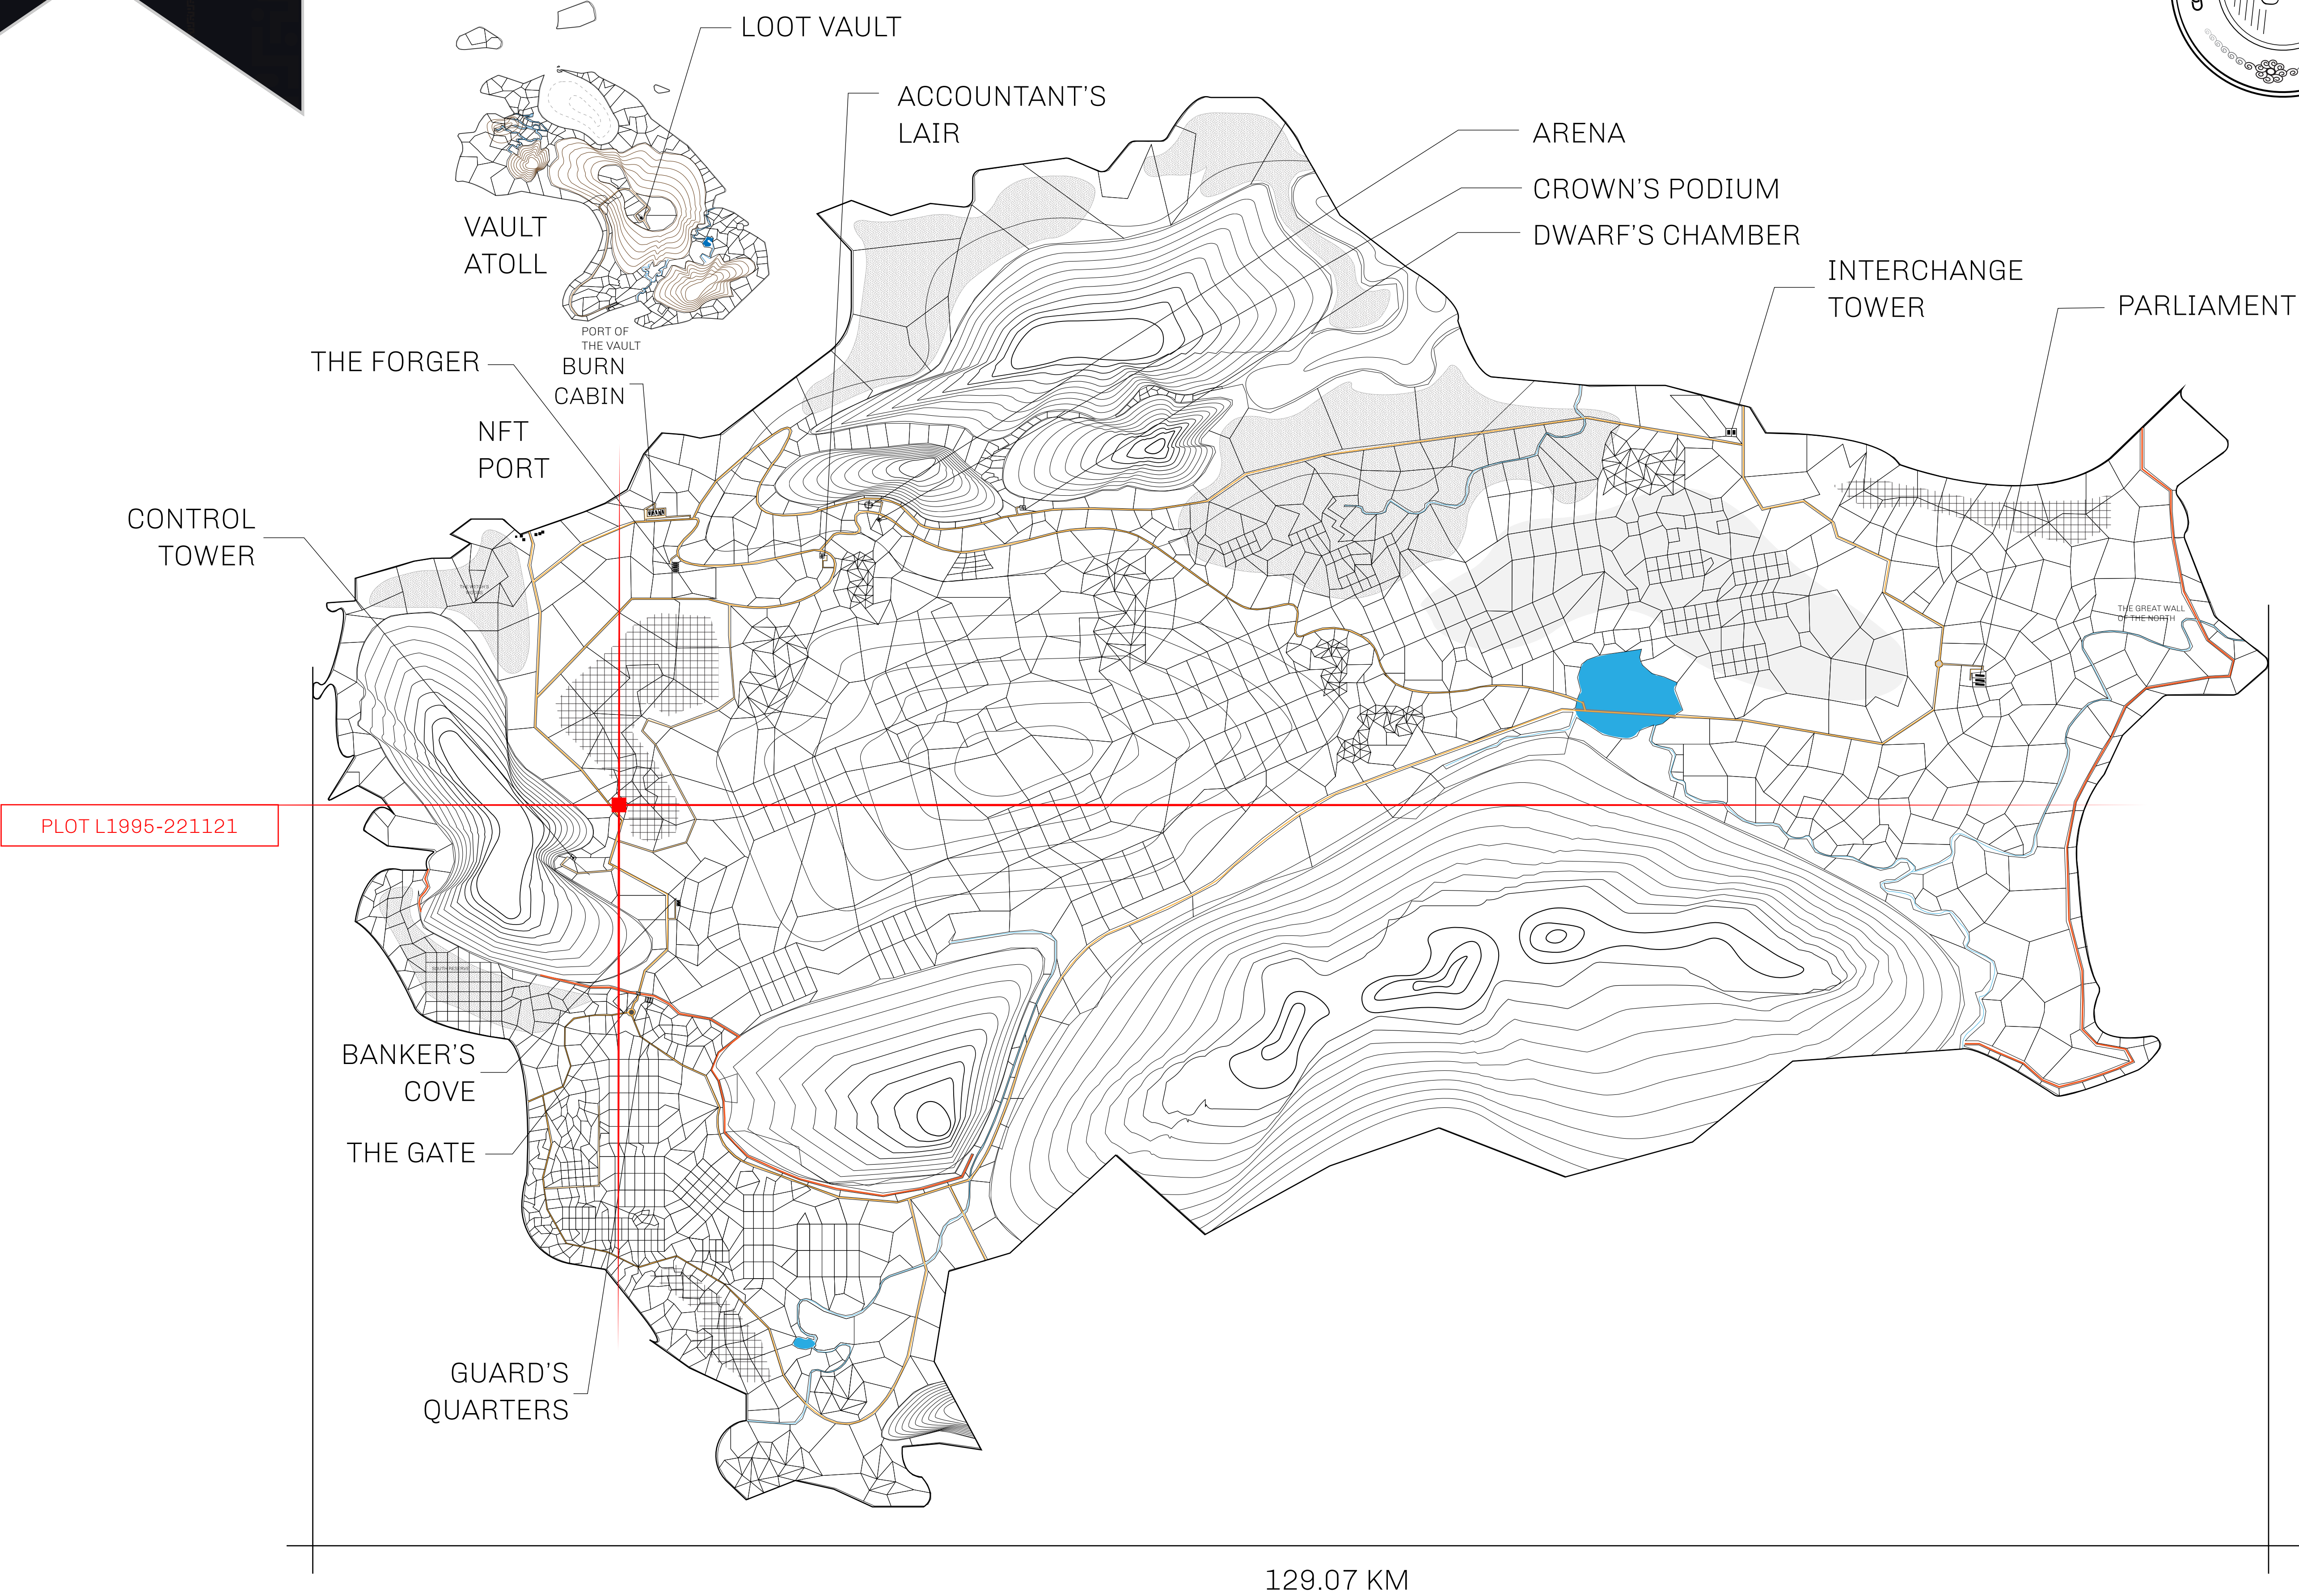 LOOT VAULT
ACCOUNTANT'S
LAIR
ARENA
CROWN'S PODIUM
DWARF'S CHAMBER
VAULT
ATOLL
INTERCHANGE
TOWER
PARLIAMENT
PORT OF
THE VAULT
THE FORGER
BURN
CABIN
NFT
PORT
CONTROL
TOWER
THE GREAT WALL
OF THE NORTH
PLOT L1995-221121
SOUTH RESERVE
BANKER'S
COVE
THE GATE
GUARD'S
QUARTERS
129.07 KM